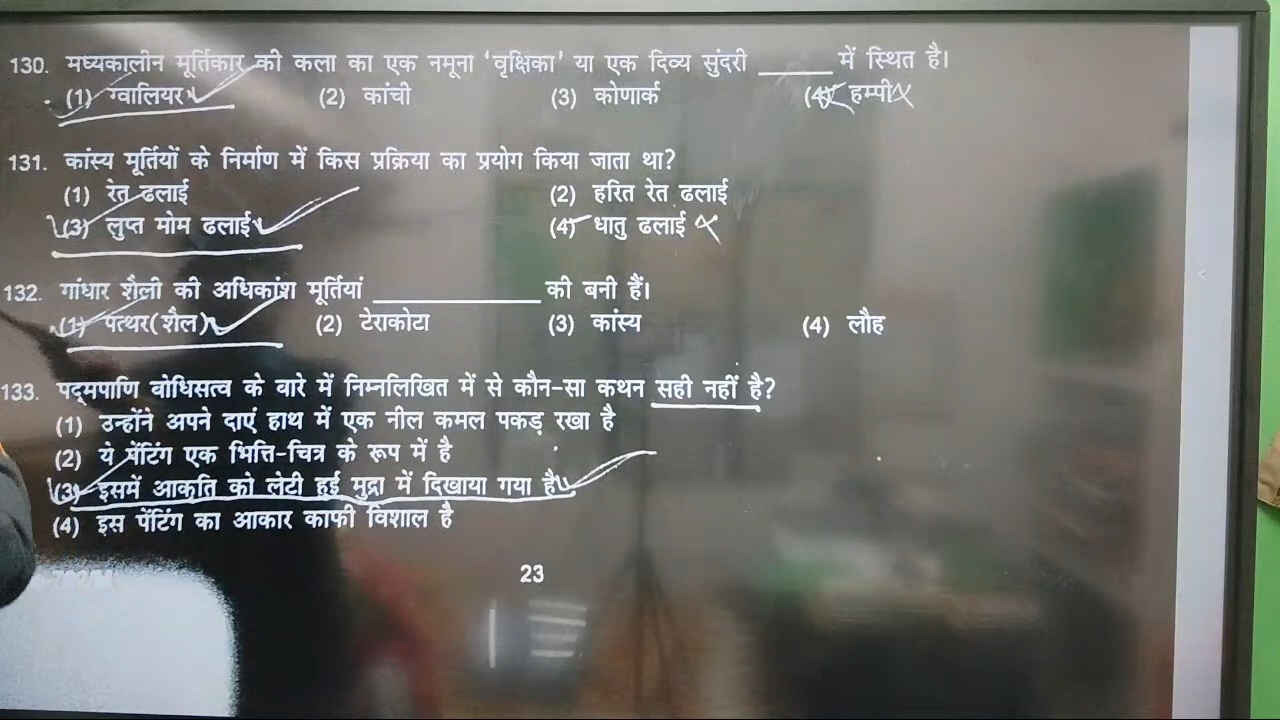 130. मध्यकालीन मूर्तिकार की कला का एक नमूना 'वृक्षिका' या एक दिव्य सुंदरी ______ में स्थित है।
(1) ग्वालियर (2) कांची (3) कोणार्क (4) हम्पी
131. कांस्य मूर्तियों के निर्माण में किस प्रक्रिया का प्रयोग किया जाता था?
(1) रेत ढलाई (2) हरित रेत ढलाई
(3) लुप्त मोम ढलाई (4) धातु ढलाई
132. गांधार शैली की अधिकांश मूर्तियां ______________ की बनी हैं।
(1) पत्थर(शैल) (2) टेराकोटा (3) कांस्य (4) लौह
133. पद्मपाणि बोधिसत्व के बारे में निम्नलिखित में से कौन-सा कथन सही नहीं है?
(1) उन्होंने अपने दाएं हाथ में एक नील कमल पकड़ रखा है
(2) ये पेंटिंग एक भित्ति-चित्र के रूप में है
(3) इसमें आकृति को लेटी हुई मुद्रा में दिखाया गया है
(4) इस पेंटिंग का आकार काफी विशाल है
23